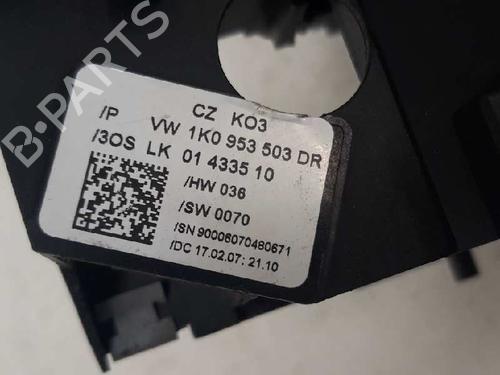 B-PARTS
CZ KO3
/P VW 1K0 953 503 DR
/3OS LK 01 4335 10
/HW 036
/SW 0070
/SN 90006070480671
/DC 17.02.07; 21.10